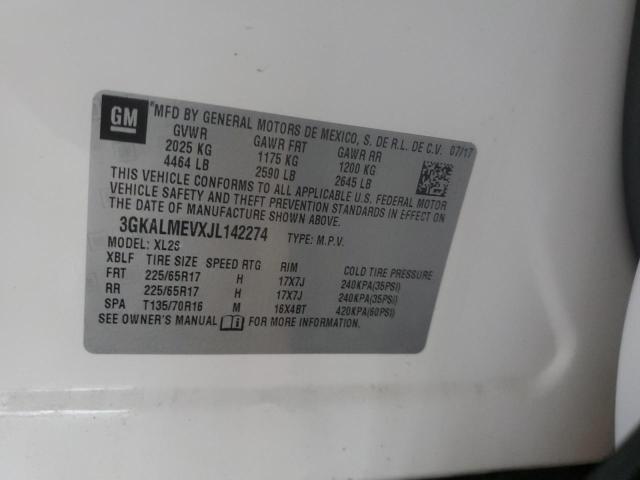 GM
*MFD BY GENERAL MOTORS DE MEXICO, S. DE R.L. DE C.V. 07/17
GVWR GAWR FRT GAWR RR
2025 KG 1175 KG 1200 KG
4464 LB 2590 LB 2645 LB
THIS VEHICLE CONFORMS TO ALL APPLICABLE U.S. FEDERAL MOTOR
VEHICLE SAFETY AND THEFT PREVENTION STANDARDS IN EFFECT ON THE
DATE OF MANUFACTURE SHOWN ABOVE.
3GKALMEVXJL142274 TYPE: M.P.V.
MODEL: XL2S
XBLF TIRE SIZE SPEED RTG RIM COLD TIRE PRESSURE
FRT 225/65R17 H 17X7J 240KPA(35PSI)
RR 225/65R17 H 17X7J 240KPA(35PSI)
SPA T135/70R16 M 16X4BT 420KPA(60PSI)
SEE OWNER'S MANUAL FOR MORE INFORMATION.